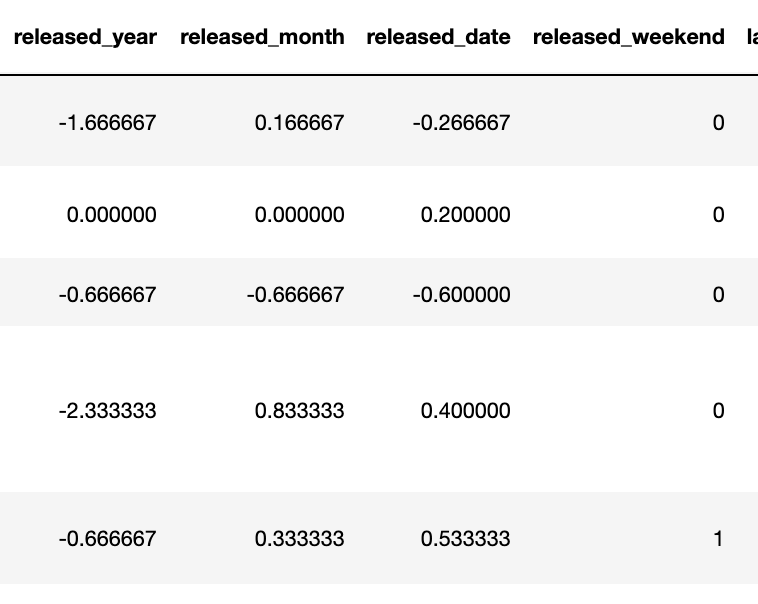 released_year released_month released_date released_weekend
-1.666667 0.166667 -0.266667 0
0.000000 0.000000 0.200000 0
-0.666667 -0.666667 -0.600000 0
-2.333333 0.833333 0.400000 0
-0.666667 0.333333 0.533333 1